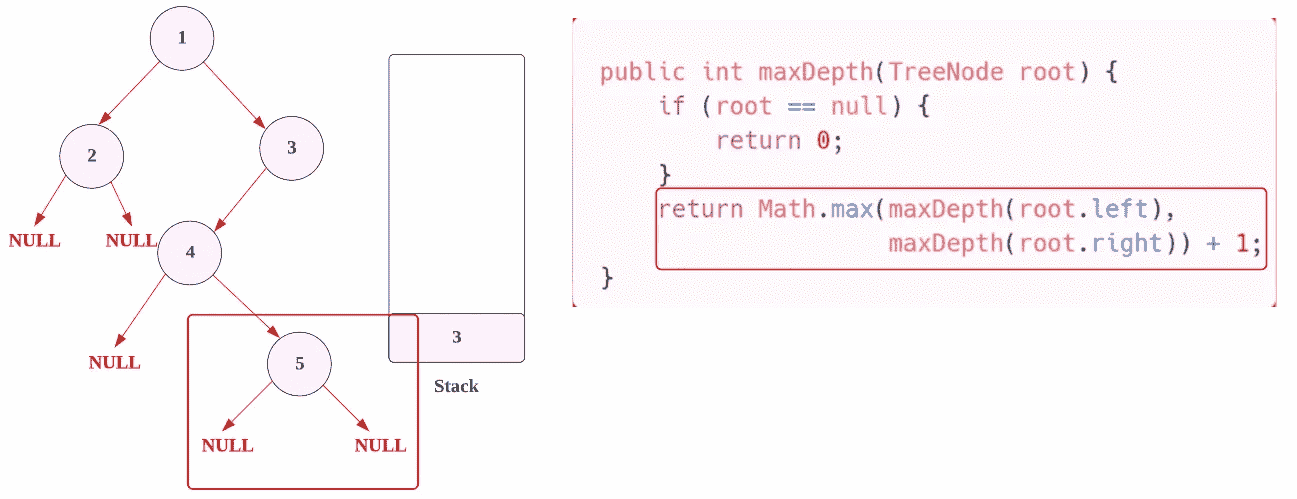 1
2
3
NULL
NULL
4
NULL
5
NULL
NULL
3
Stack
public int maxDepth(TreeNode root) {
    if (root == null) {
        return 0;
    }
    return Math.max(maxDepth(root.left),
                    maxDepth(root.right)) + 1;
}